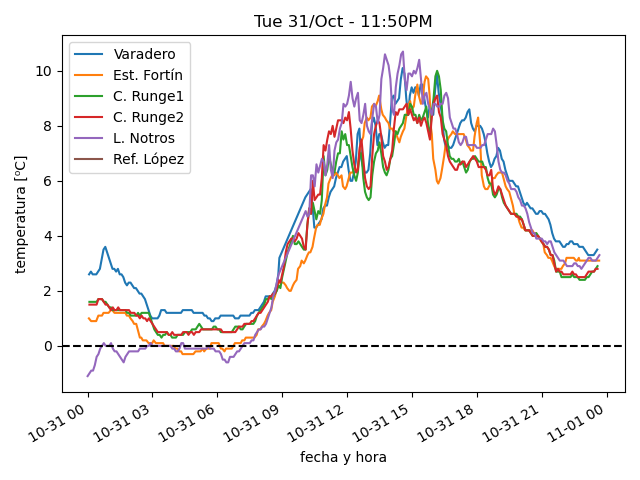 Tue 31/Oct - 11:50PM
Varadero
Est. Fortín
C. Runge1
C. Runge2
L. Notros
Ref. López
temperatura [ºC]
10
8
6
4
2
0
10-31 00
10-31 03
10-31 06
10-31 09
10-31 12
10-31 15
10-31 18
10-31 21
11-01 00
fecha y hora